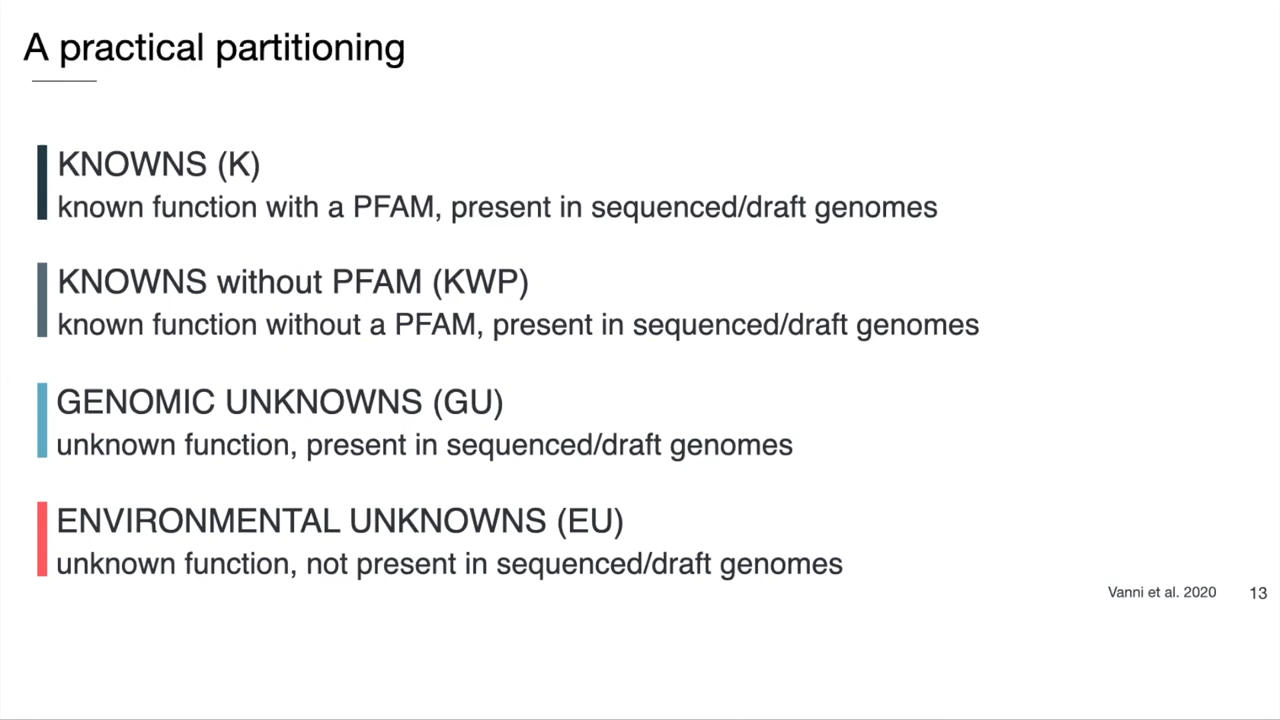 A practical partitioning
KNOWNS (K)
known function with a PFAM, present in sequenced/draft genomes
KNOWNS without PFAM (KWP)
known function without a PFAM, present in sequenced/draft genomes
GENOMIC UNKNOWNS (GU)
unknown function, present in sequenced/draft genomes
ENVIRONMENTAL UNKNOWNS (EU)
unknown function, not present in sequenced/draft genomes
Vanni et al. 2020 13